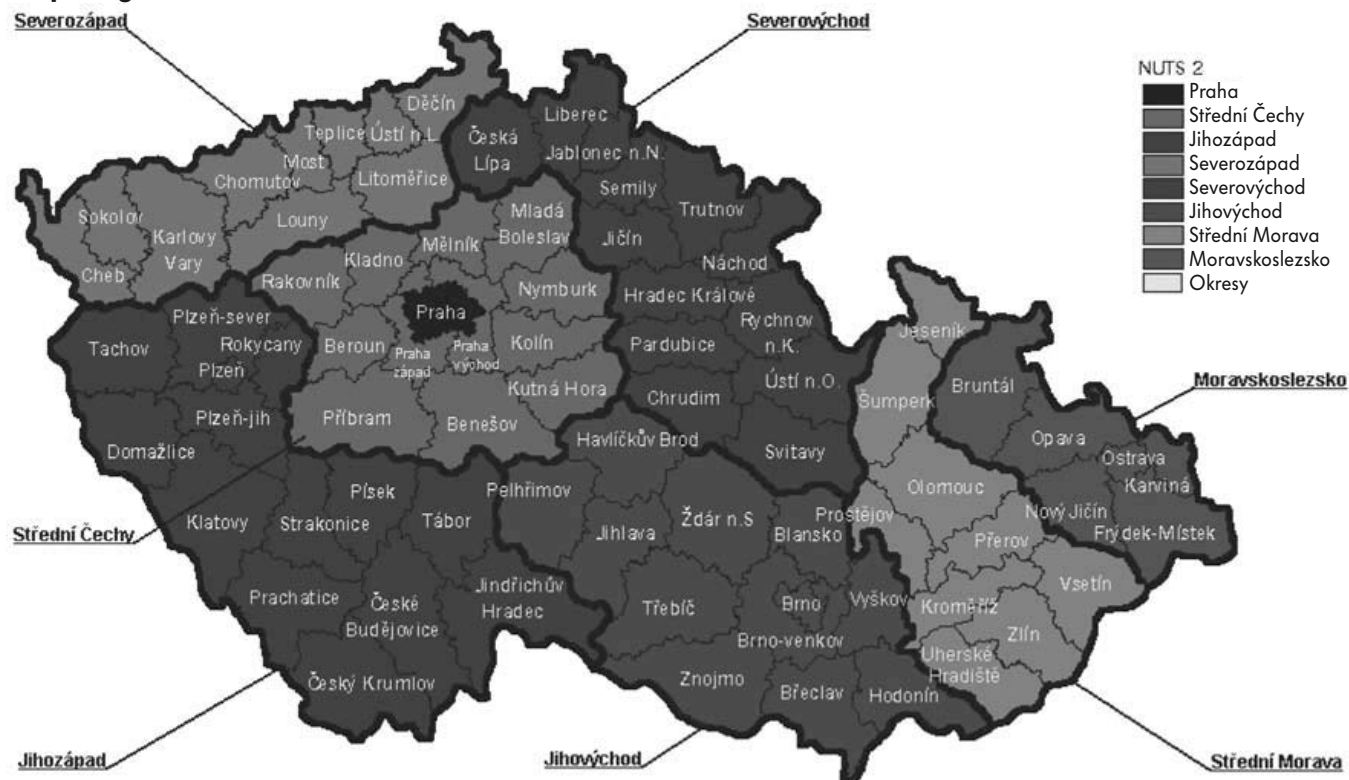 Severozápad
Severovýchod
NUTS 2
Praha
Střední Čechy
Jihozápad
Severozápad
Severovýchod
Jihovýchod
Střední Morava
Moravskoslezsko
Okresy
Děčín
Teplice
Ústí n.L.
Most
Chomutov
Litoměřice
Sokolov
Louny
Karlovy
Vary
Cheb
Česká
Lípa
Liberec
Jablonec n.N.
Semily
Trutnov
Jičín
Náchod
Hradec Králové
Rychnov
n.K.
Pardubice
Ústí n.O.
Chrudim
Svitavy
Mladá
Boleslav
Mělník
Kladno
Rakovník
Nymburk
Praha
Beroun
Praha
západ
Praha
východ
Kolín
Kutná Hora
Příbram
Benešov
Plzeň-sever
Tachov
Rokycany
Plzeň
Plzeň-jih
Domažlice
Klatovy
Písek
Strakonice
Tábor
Prachatice
České
Budějovice
Jindřichův
Hradec
Český Krumlov
Havlíčkův Brod
Pelhřimov
Jihlava
Ždár n.S
Blansko
Třebíč
Brno
Vyškov
Brno-venkov
Znojmo
Břeclav
Hodonín
Jeseník
Šumperk
Olomouc
Prostějov
Přerov
Kroměříž
Vsetín
Zlín
Uherské
Hradiště
Bruntál
Opava
Ostrava
Karviná
Nový Jičín
Frýdek-Místek
Moravskoslezsko
Střední Čechy
Jihozápad
Jihovýchod
Střední Morava